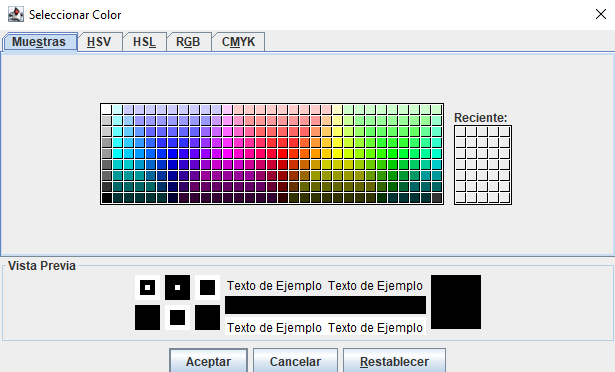 Seleccionar Color
Muestras HSV HSL RGB CMYK
Reciente:
Vista Previa
Texto de Ejemplo Texto de Ejemplo
Texto de Ejemplo Texto de Ejemplo
Aceptar Cancelar Restablecer